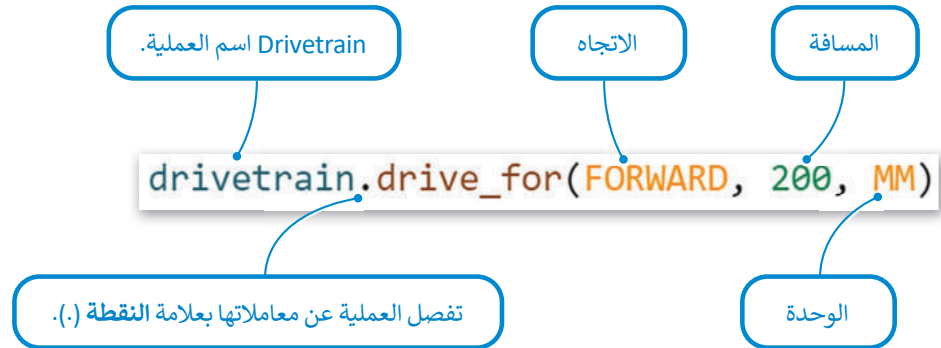 المسافة
الاتجاه
Drivetrain اسم العملية.
drivetrain.drive_for(FORWARD, 200, MM)
الوحدة
تفصل العملية عن معاملاتها بعلامة النقطة (.).